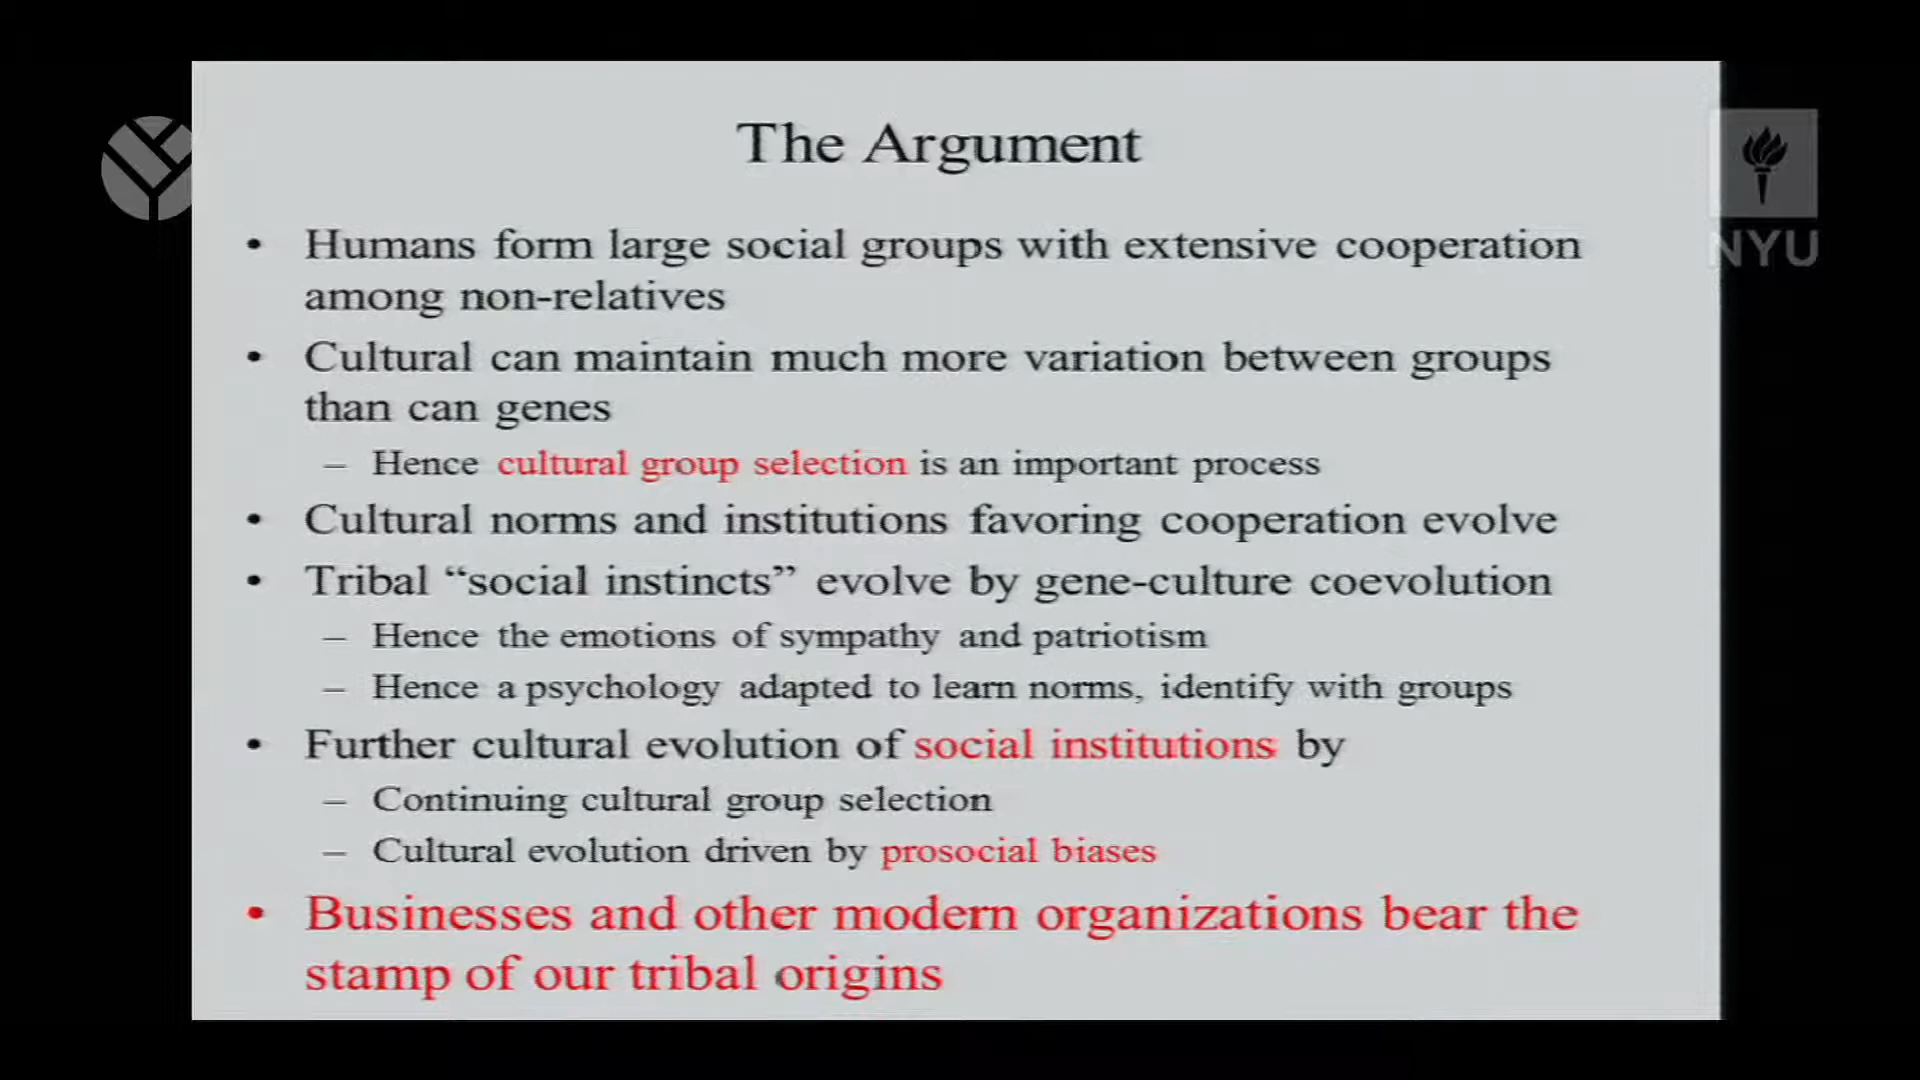 The Argument
• Humans form large social groups with extensive cooperation
among non-relatives
• Cultural can maintain much more variation between groups
than can genes
– Hence cultural group selection is an important process
• Cultural norms and institutions favoring cooperation evolve
• Tribal “social instincts” evolve by gene-culture coevolution
– Hence the emotions of sympathy and patriotism
– Hence a psychology adapted to learn norms, identify with groups
• Further cultural evolution of social institutions by
– Continuing cultural group selection
– Cultural evolution driven by prosocial biases
• Businesses and other modern organizations bear the
stamp of our tribal origins
NYU